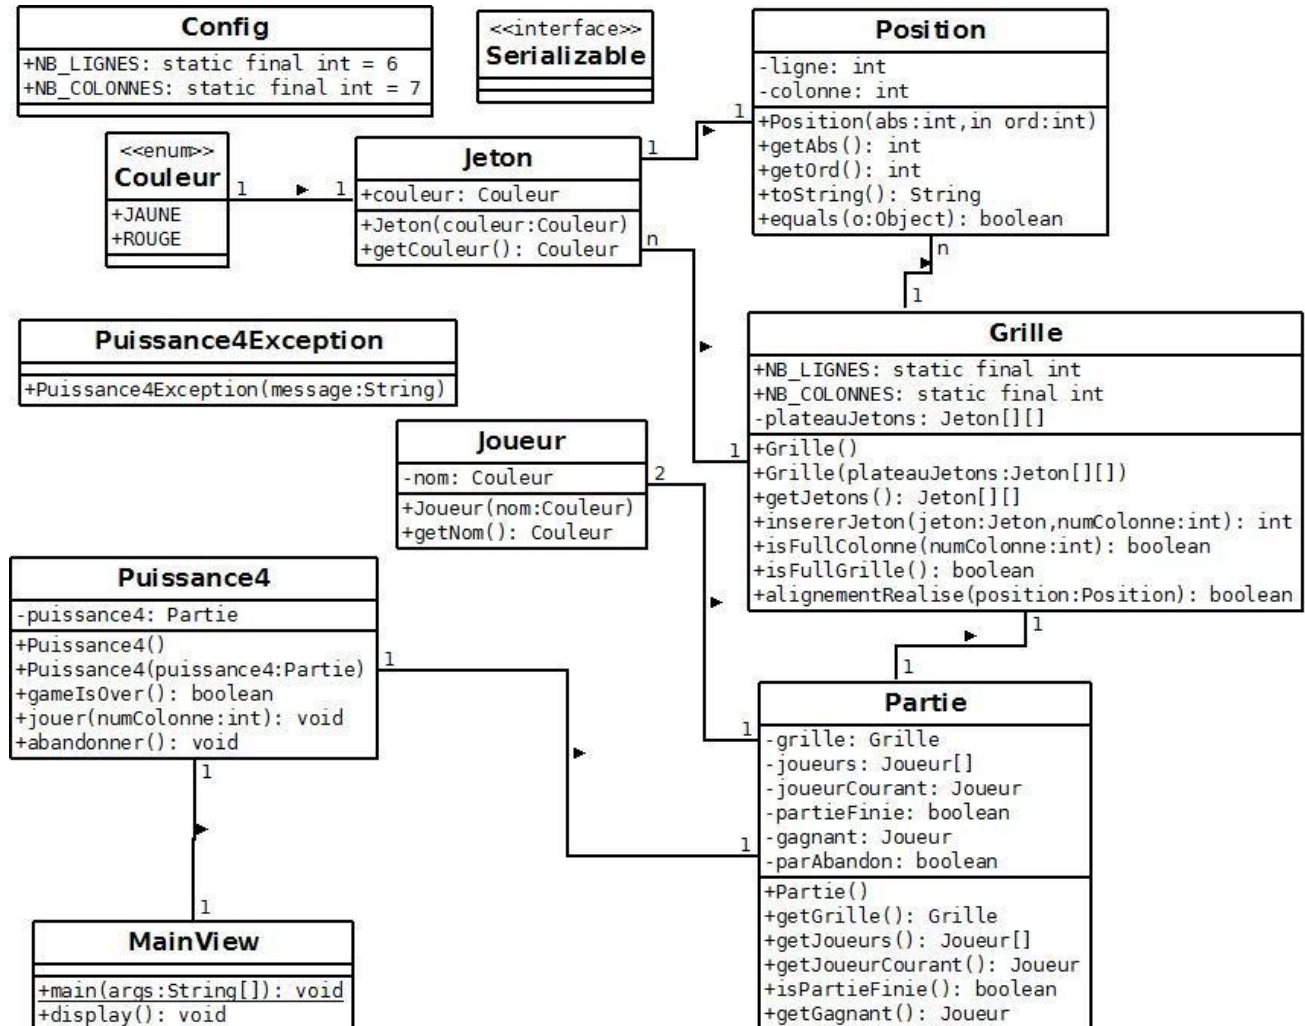 Config
+NB_LIGNES: static final int = 6
+NB_COLONNES: static final int = 7
<<interface>>
Serializable
Position
-ligne: int
-colonne: int
+Position(abs:int,in ord:int)
+getAbs(): int
+getOrd(): int
+toString(): String
+equals(o:Object): boolean
<<enum>>
Couleur
+JAUNE
+ROUGE
1
1
Jeton
+couleur: Couleur
+Jeton(couleur:Couleur)
+getCouleur(): Couleur
1
1
n
1
n
1
Puissance4Exception
+Puissance4Exception(message:String)
Grille
+NB_LIGNES: static final int
+NB_COLONNES: static final int
-plateauJetons: Jeton[][]
+Grille()
+Grille(plateauJetons:Jeton[][])
+getJetons(): Jeton[][]
+insererJeton(jeton:Jeton,numColonne:int): int
+isFullColonne(numColonne:int): boolean
+isFullGrille(): boolean
+alignementRealise(position:Position): boolean
Joueur
-nom: Couleur
+Joueur(nom:Couleur)
+getNom(): Couleur
2
1
1
1
Puissance4
-puissance4: Partie
+Puissance4()
+Puissance4(puissance4:Partie)
+gameIsOver(): boolean
+jouer(numColonne:int): void
+abandonner(): void
1
1
1
1
Partie
-grille: Grille
-joueurs: Joueur[]
-joueurCourant: Joueur
-partieFinie: boolean
-gagnant: Joueur
-parAbandon: boolean
+Partie()
+getGrille(): Grille
+getJoueurs(): Joueur[]
+getJoueurCourant(): Joueur
+isPartieFinie(): boolean
+getGagnant(): Joueur
MainView
+main(args:String[]): void
+display(): void